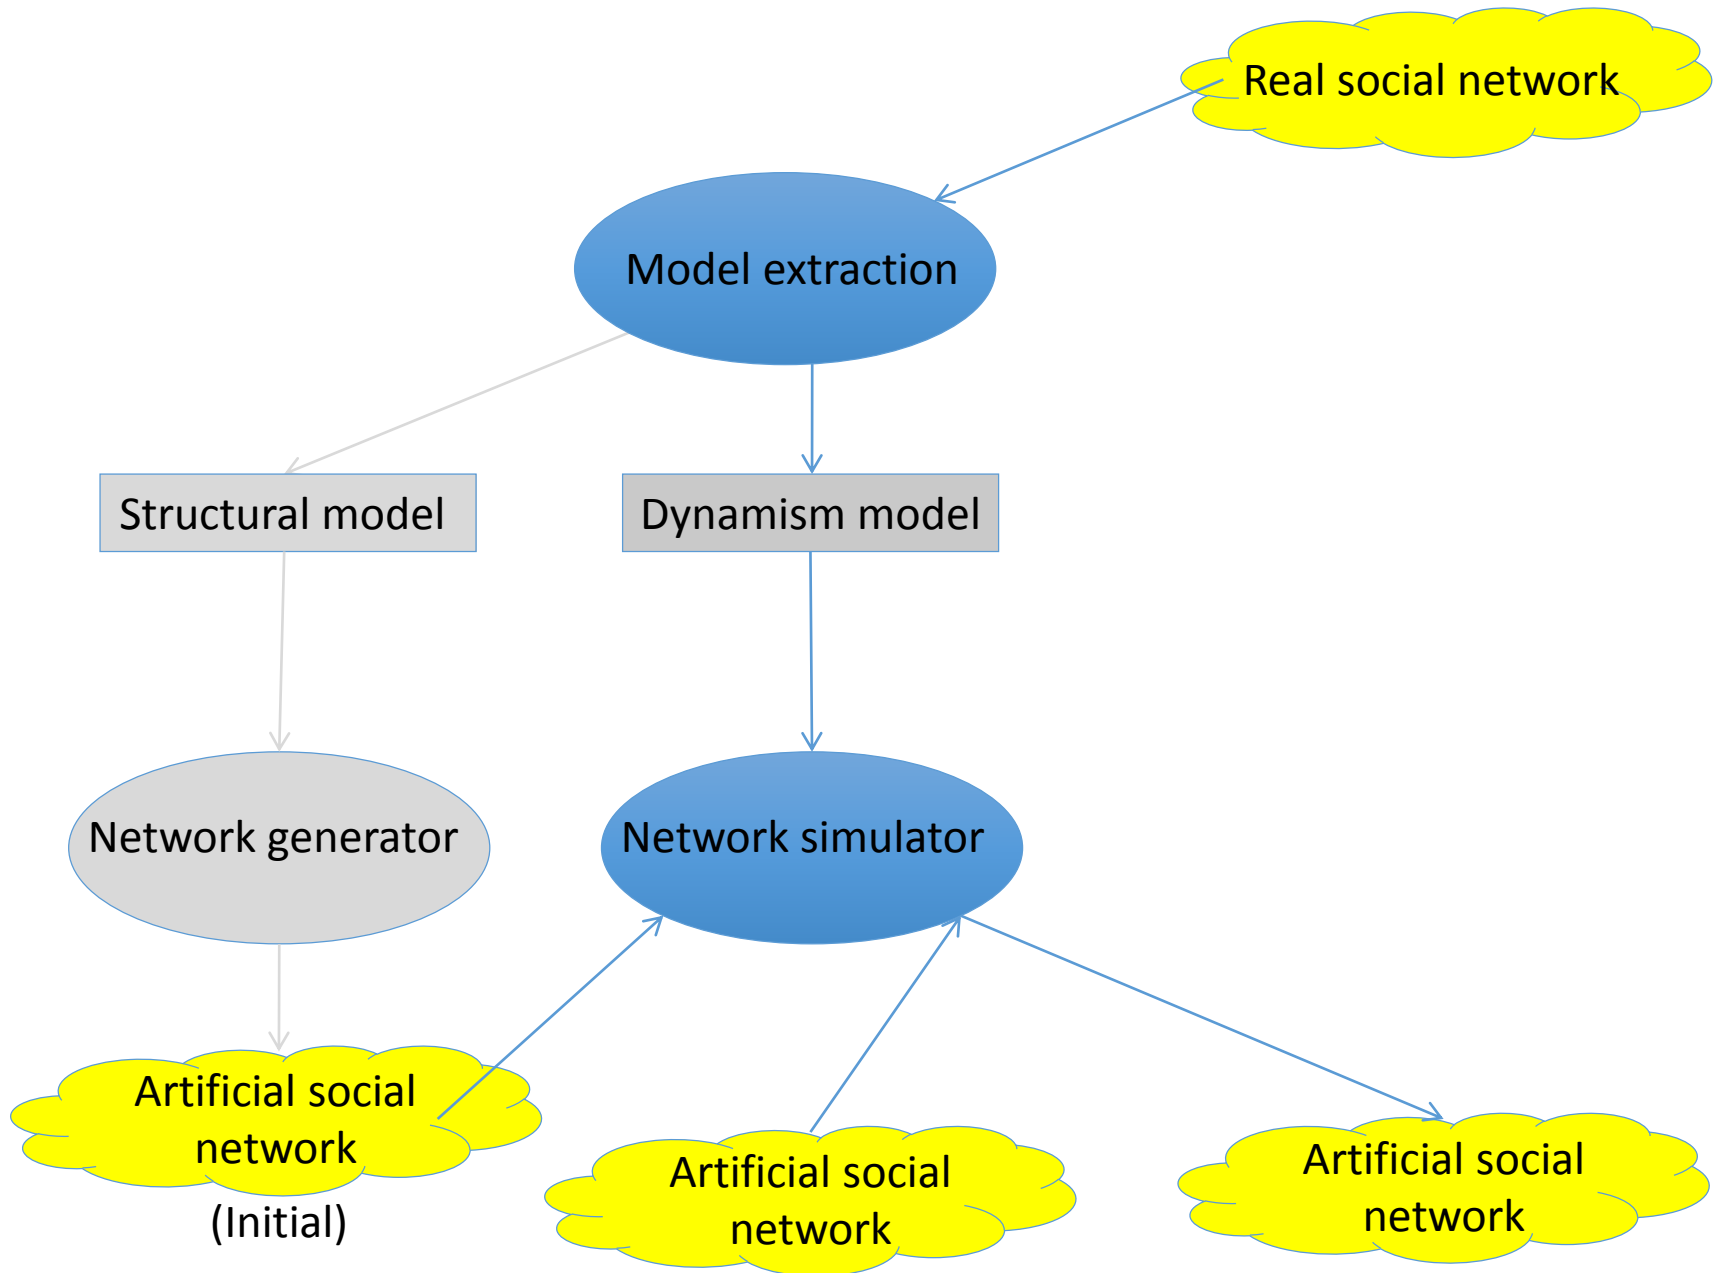 Real social network
Model extraction
Structural model
Dynamism model
Network generator
Network simulator
Artificial social
network
(Initial)
Artificial social
network
Artificial social
network